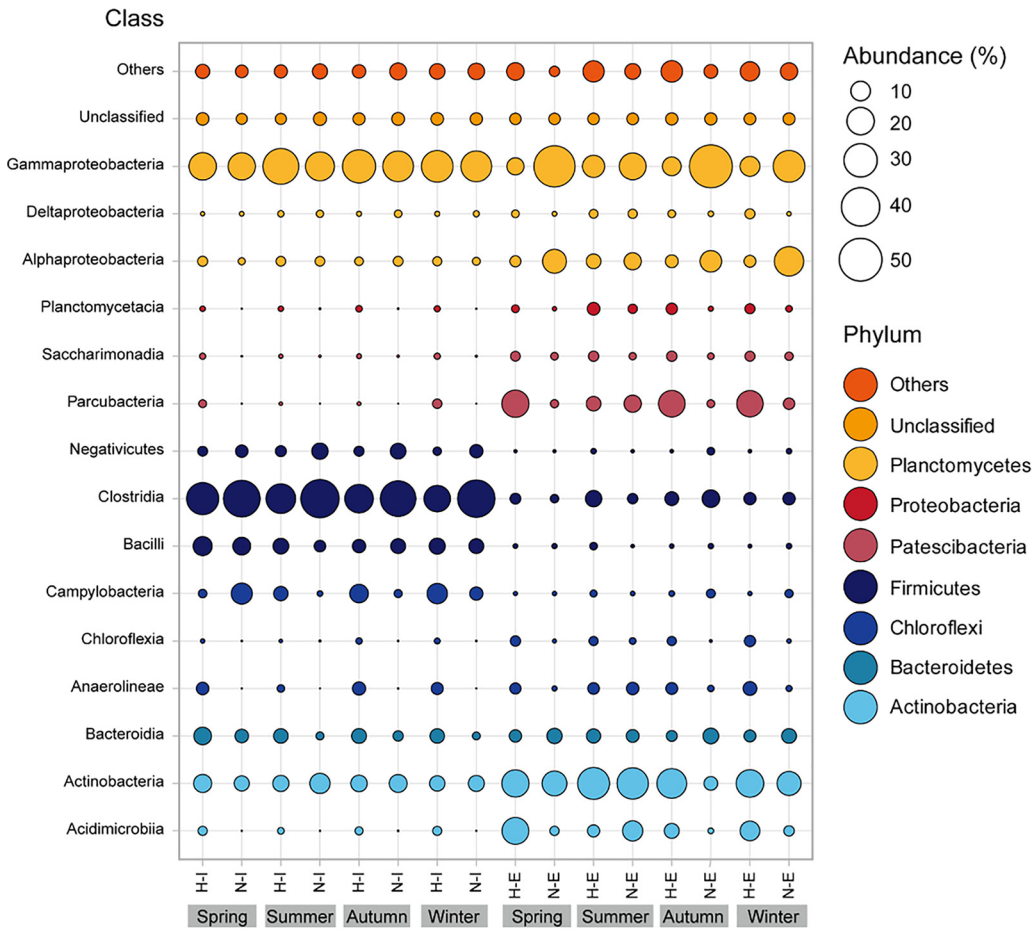 Class
Others
Unclassified
Gammaproteobacteria
Deltaproteobacteria
Alphaproteobacteria
Planctomycetacia
Saccharimonadia
Parcubacteria
Negativicutes
Clostridia
Bacilli
Campylobacteria
Chloroflexia
Anaerolineae
Bacteroidia
Actinobacteria
Acidimicrobiia
H-I N-I H-I N-I H-I N-I H-I N-I H-E N-E H-E N-E H-E N-E H-E N-E
Spring Summer Autumn Winter Spring Summer Autumn Winter
Abundance (%)
10
20
30
40
50
Phylum
Others
Unclassified
Planctomycetes
Proteobacteria
Patescibacteria
Firmicutes
Chloroflexi
Bacteroidetes
Actinobacteria